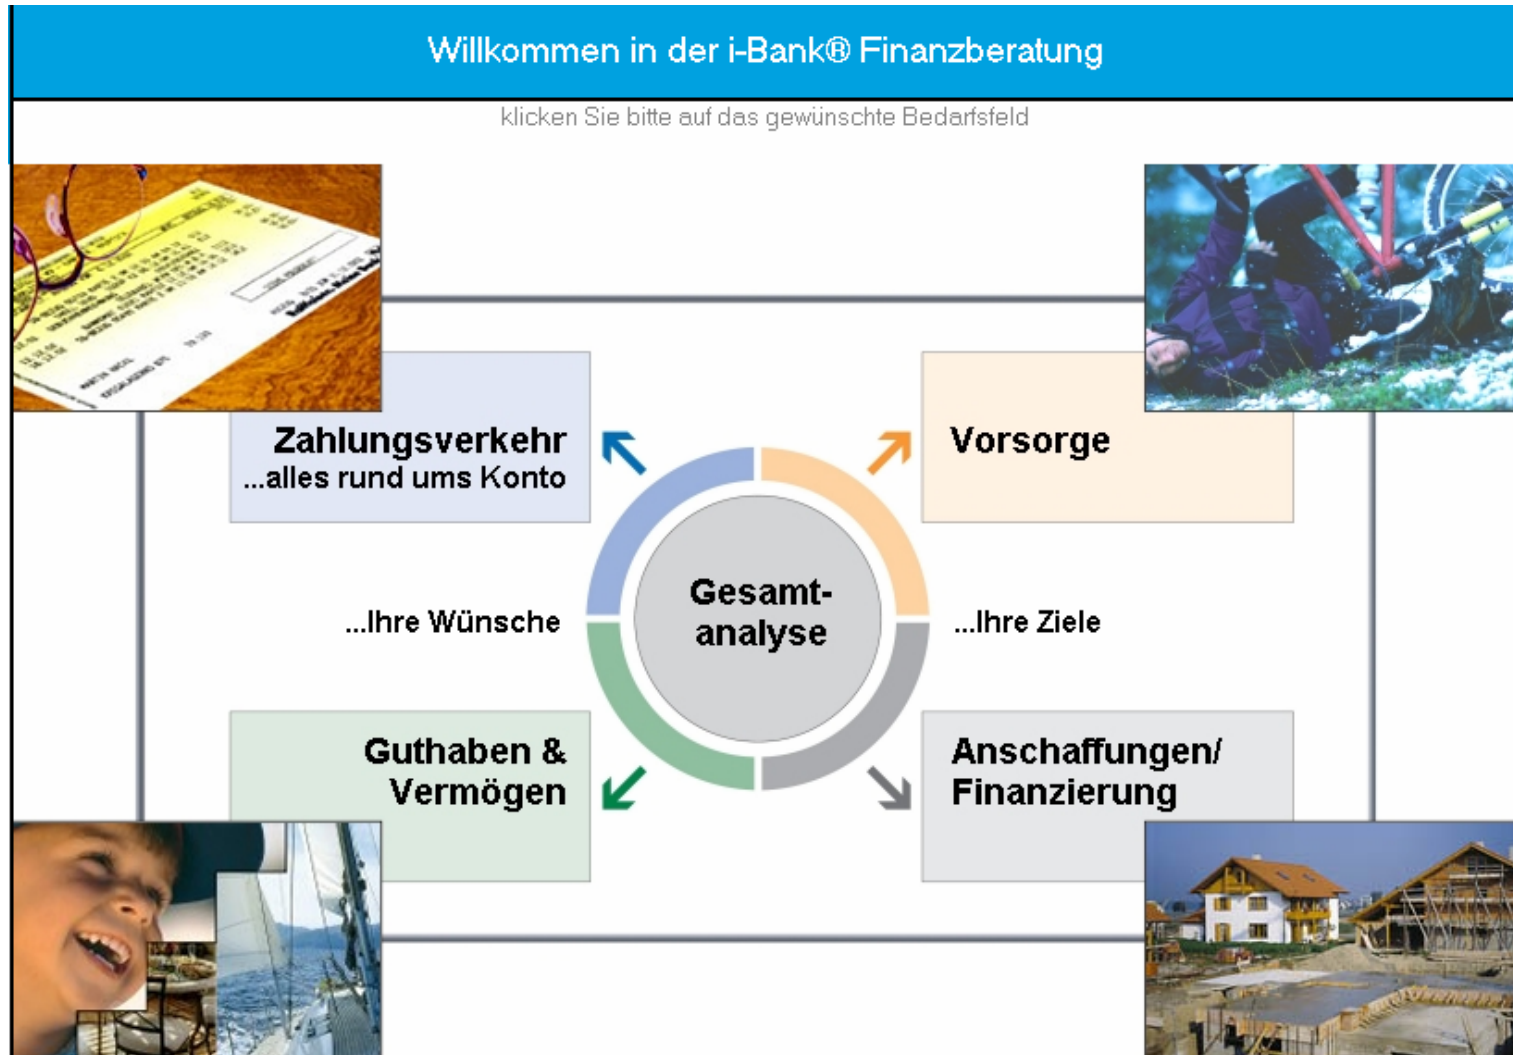 Willkommen in der i-Bank® Finanzberatung
klicken Sie bitte auf das gewünschte Bedarfsfeld
Zahlungsverkehr
...alles rund ums Konto
Vorsorge
...Ihre Wünsche
Gesamt-
analyse
...Ihre Ziele
Guthaben &
Vermögen
Anschaffungen/
Finanzierung